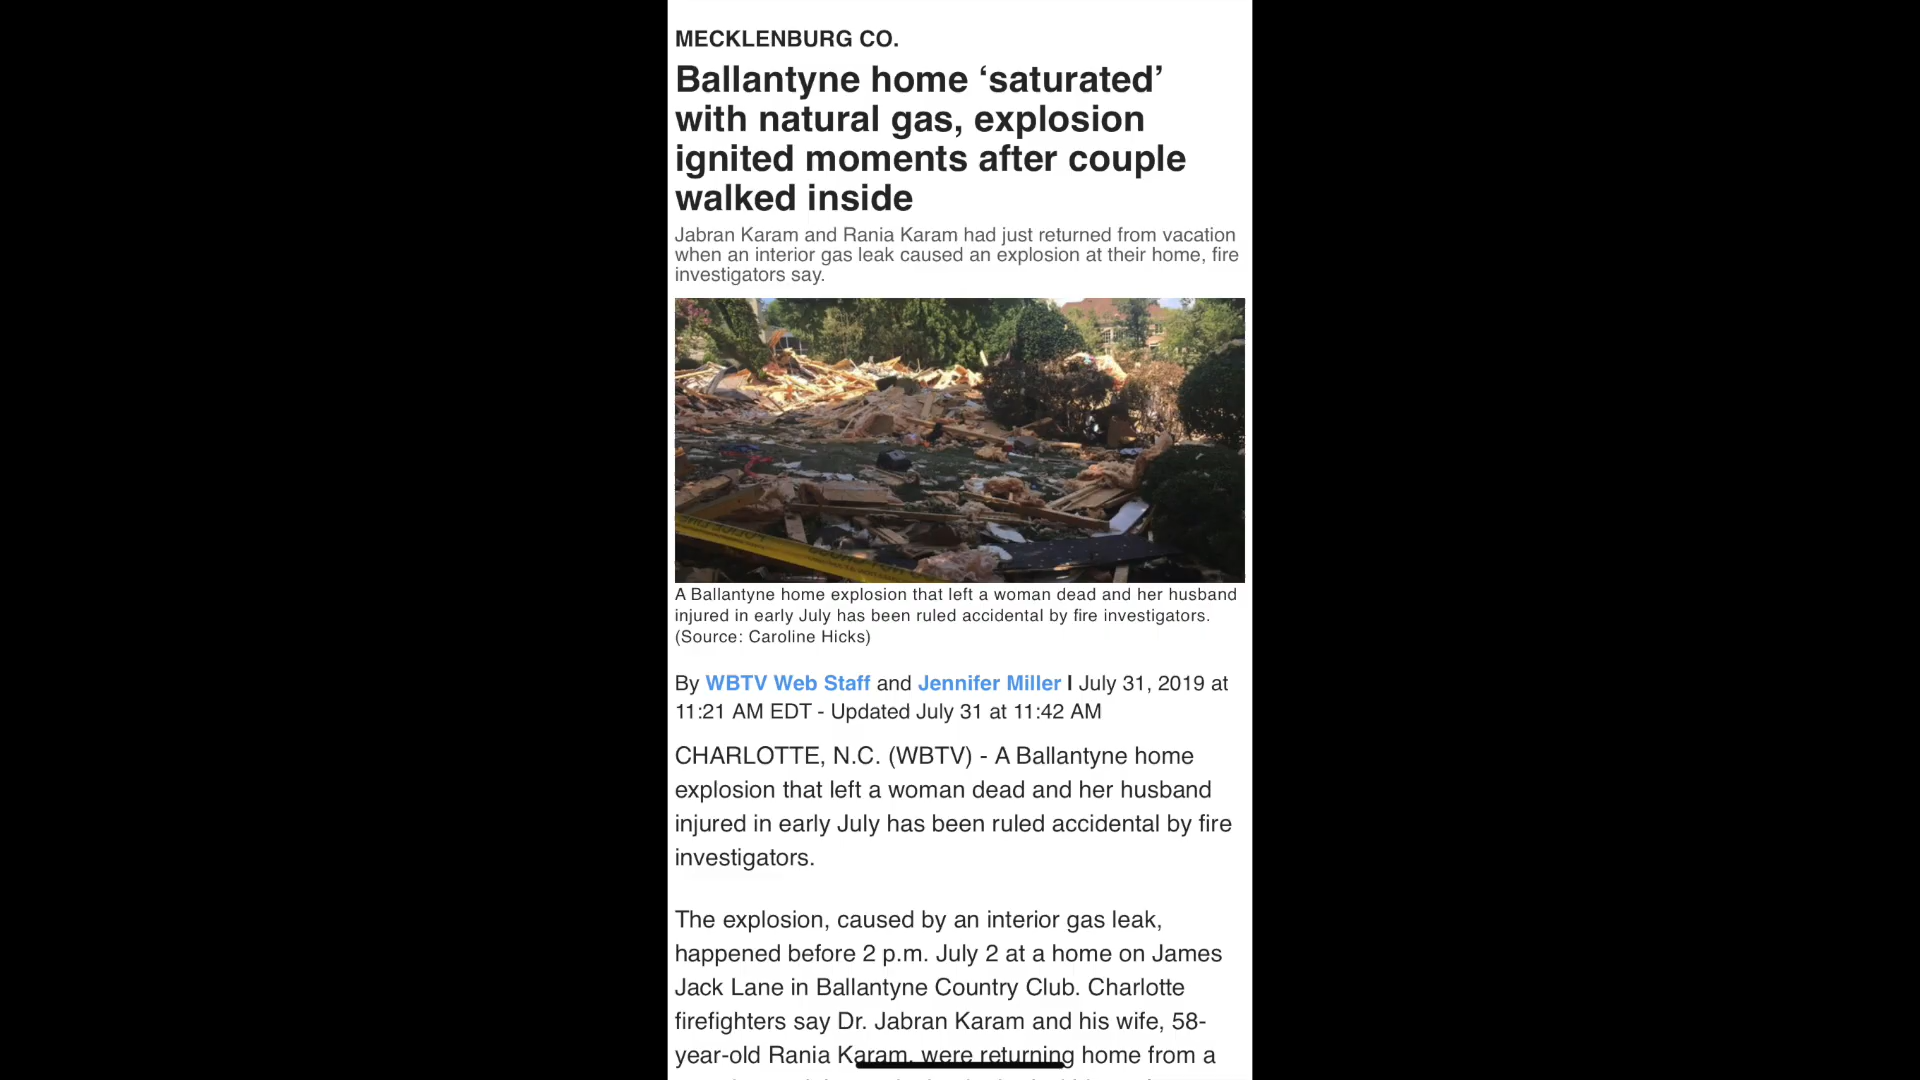 MECKLENBURG CO.
Ballantyne home ‘saturated’
with natural gas, explosion
ignited moments after couple
walked inside
Jabran Karam and Rania Karam had just returned from vacation
when an interior gas leak caused an explosion at their home, fire
investigators say.
A Ballantyne home explosion that left a woman dead and her husband
injured in early July has been ruled accidental by fire investigators.
(Source: Caroline Hicks)
By WBTV Web Staff and Jennifer Miller | July 31, 2019 at
11:21 AM EDT - Updated July 31 at 11:42 AM
CHARLOTTE, N.C. (WBTV) - A Ballantyne home
explosion that left a woman dead and her husband
injured in early July has been ruled accidental by fire
investigators.
The explosion, caused by an interior gas leak,
happened before 2 p.m. July 2 at a home on James
Jack Lane in Ballantyne Country Club. Charlotte
firefighters say Dr. Jabran Karam and his wife, 58-
year-old Rania Karam, were returning home from a